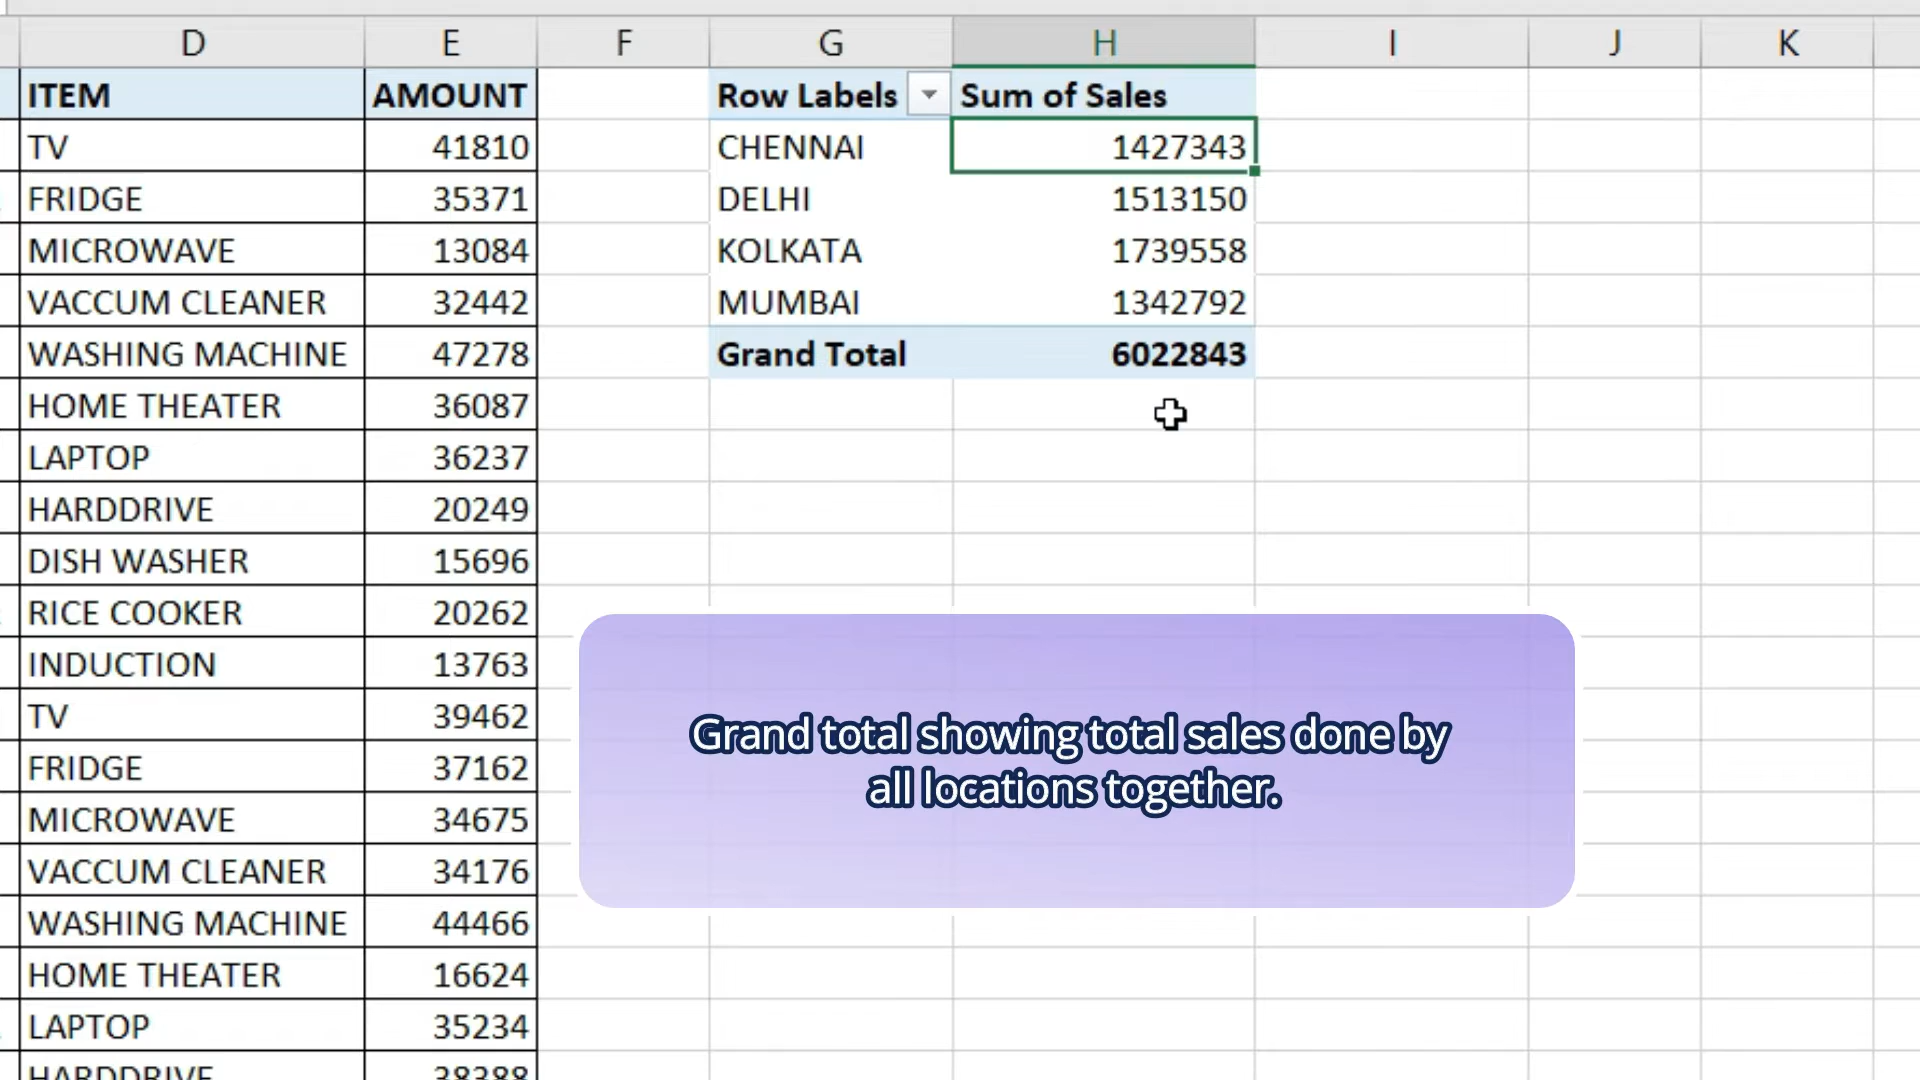 D E F G H I J K
ITEM AMOUNT Row Labels Sum of Sales
TV 41810 CHENNAI 1427343
FRIDGE 35371 DELHI 1513150
MICROWAVE 13084 KOLKATA 1739558
VACCUM CLEANER 32442 MUMBAI 1342792
WASHING MACHINE 47278 Grand Total 6022843
HOME THEATER 36087
LAPTOP 36237
HARDDRIVE 20249
DISH WASHER 15696
RICE COOKER 20262
INDUCTION 13763
TV 39462
FRIDGE 37162
MICROWAVE 34675
VACCUM CLEANER 34176
WASHING MACHINE 44466
HOME THEATER 16624
LAPTOP 35234
HARDDRIVE 38388
Grand total showing total sales done by
all locations together.